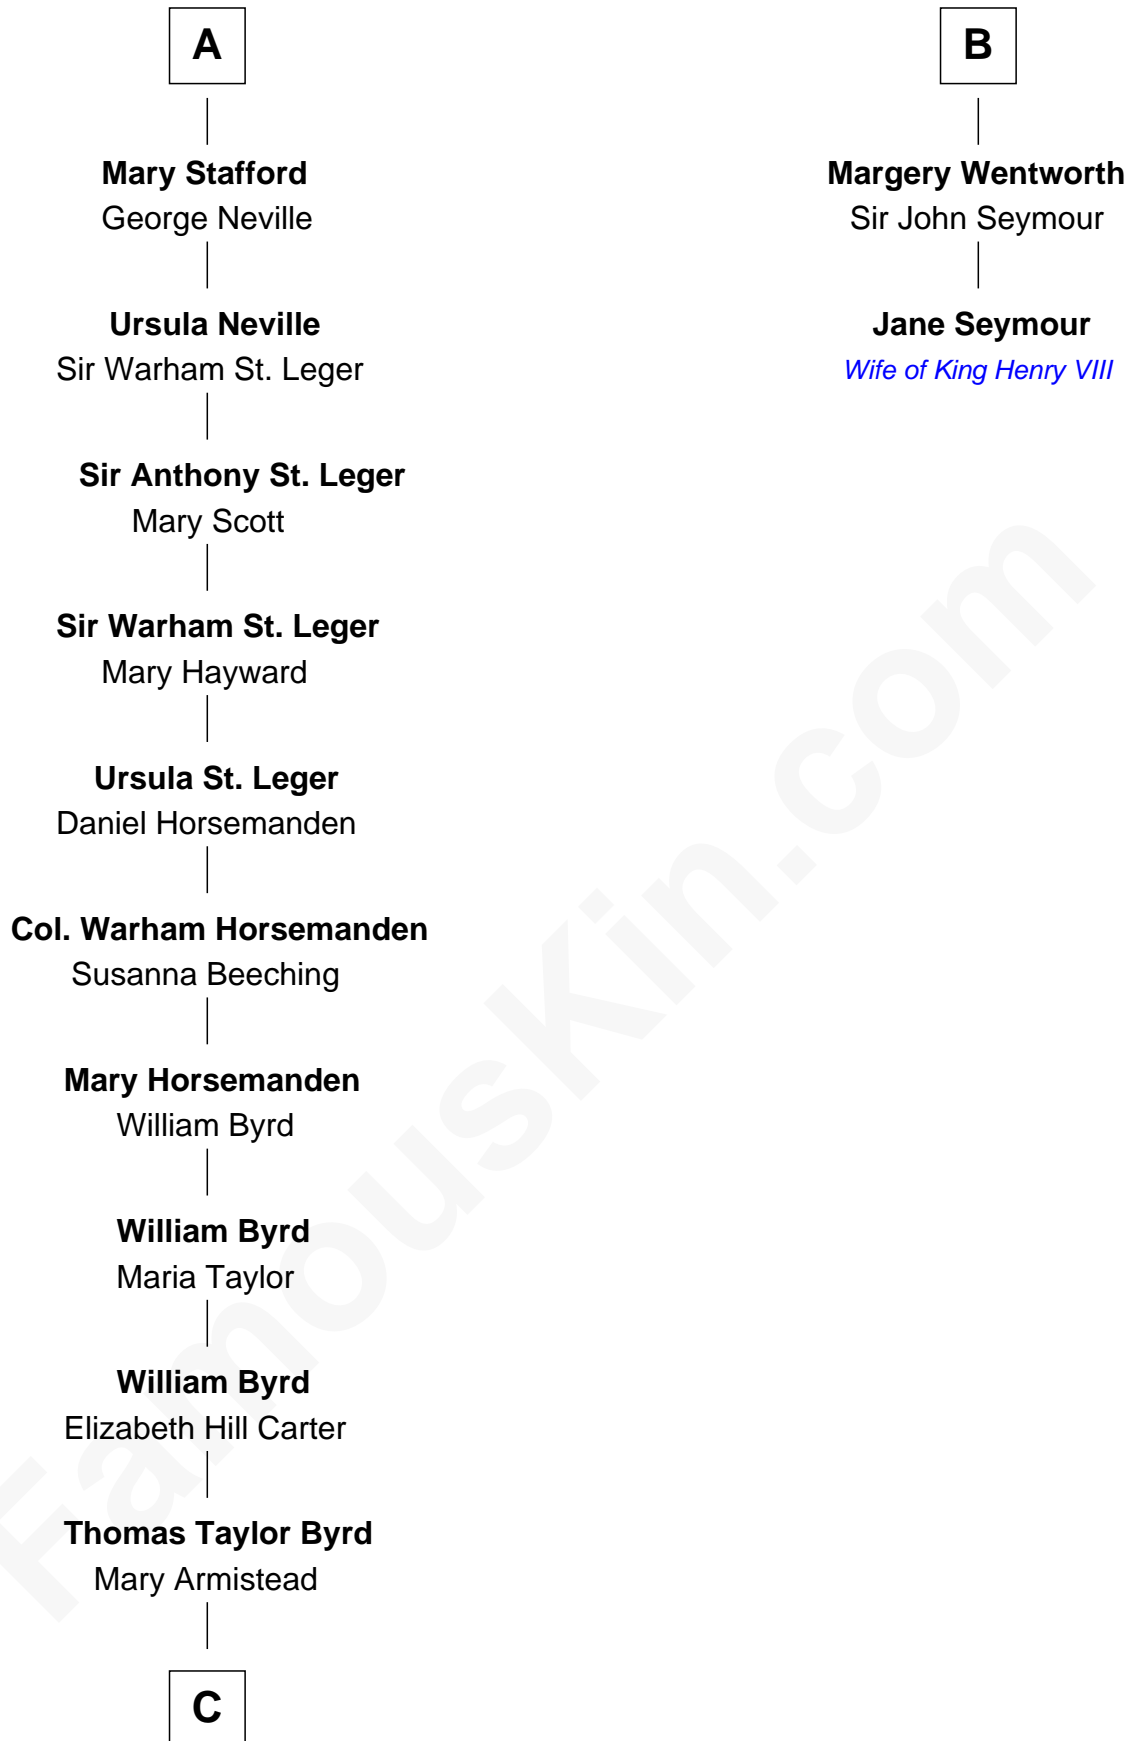 A
Mary Stafford
George Neville
Ursula Neville
Sir Warham St. Leger
Sir Anthony St. Leger
Mary Scott
Sir Warham St. Leger
Mary Hayward
Ursula St. Leger
Daniel Horsemanden
Col. Warham Horsemanden
Susanna Beeching
Mary Horsemanden
William Byrd
William Byrd
Maria Taylor
William Byrd
Elizabeth Hill Carter
Thomas Taylor Byrd
Mary Armistead
C
B
Margery Wentworth
Sir John Seymour
Jane Seymour
Wife of King Henry VIII
FamousKin.com